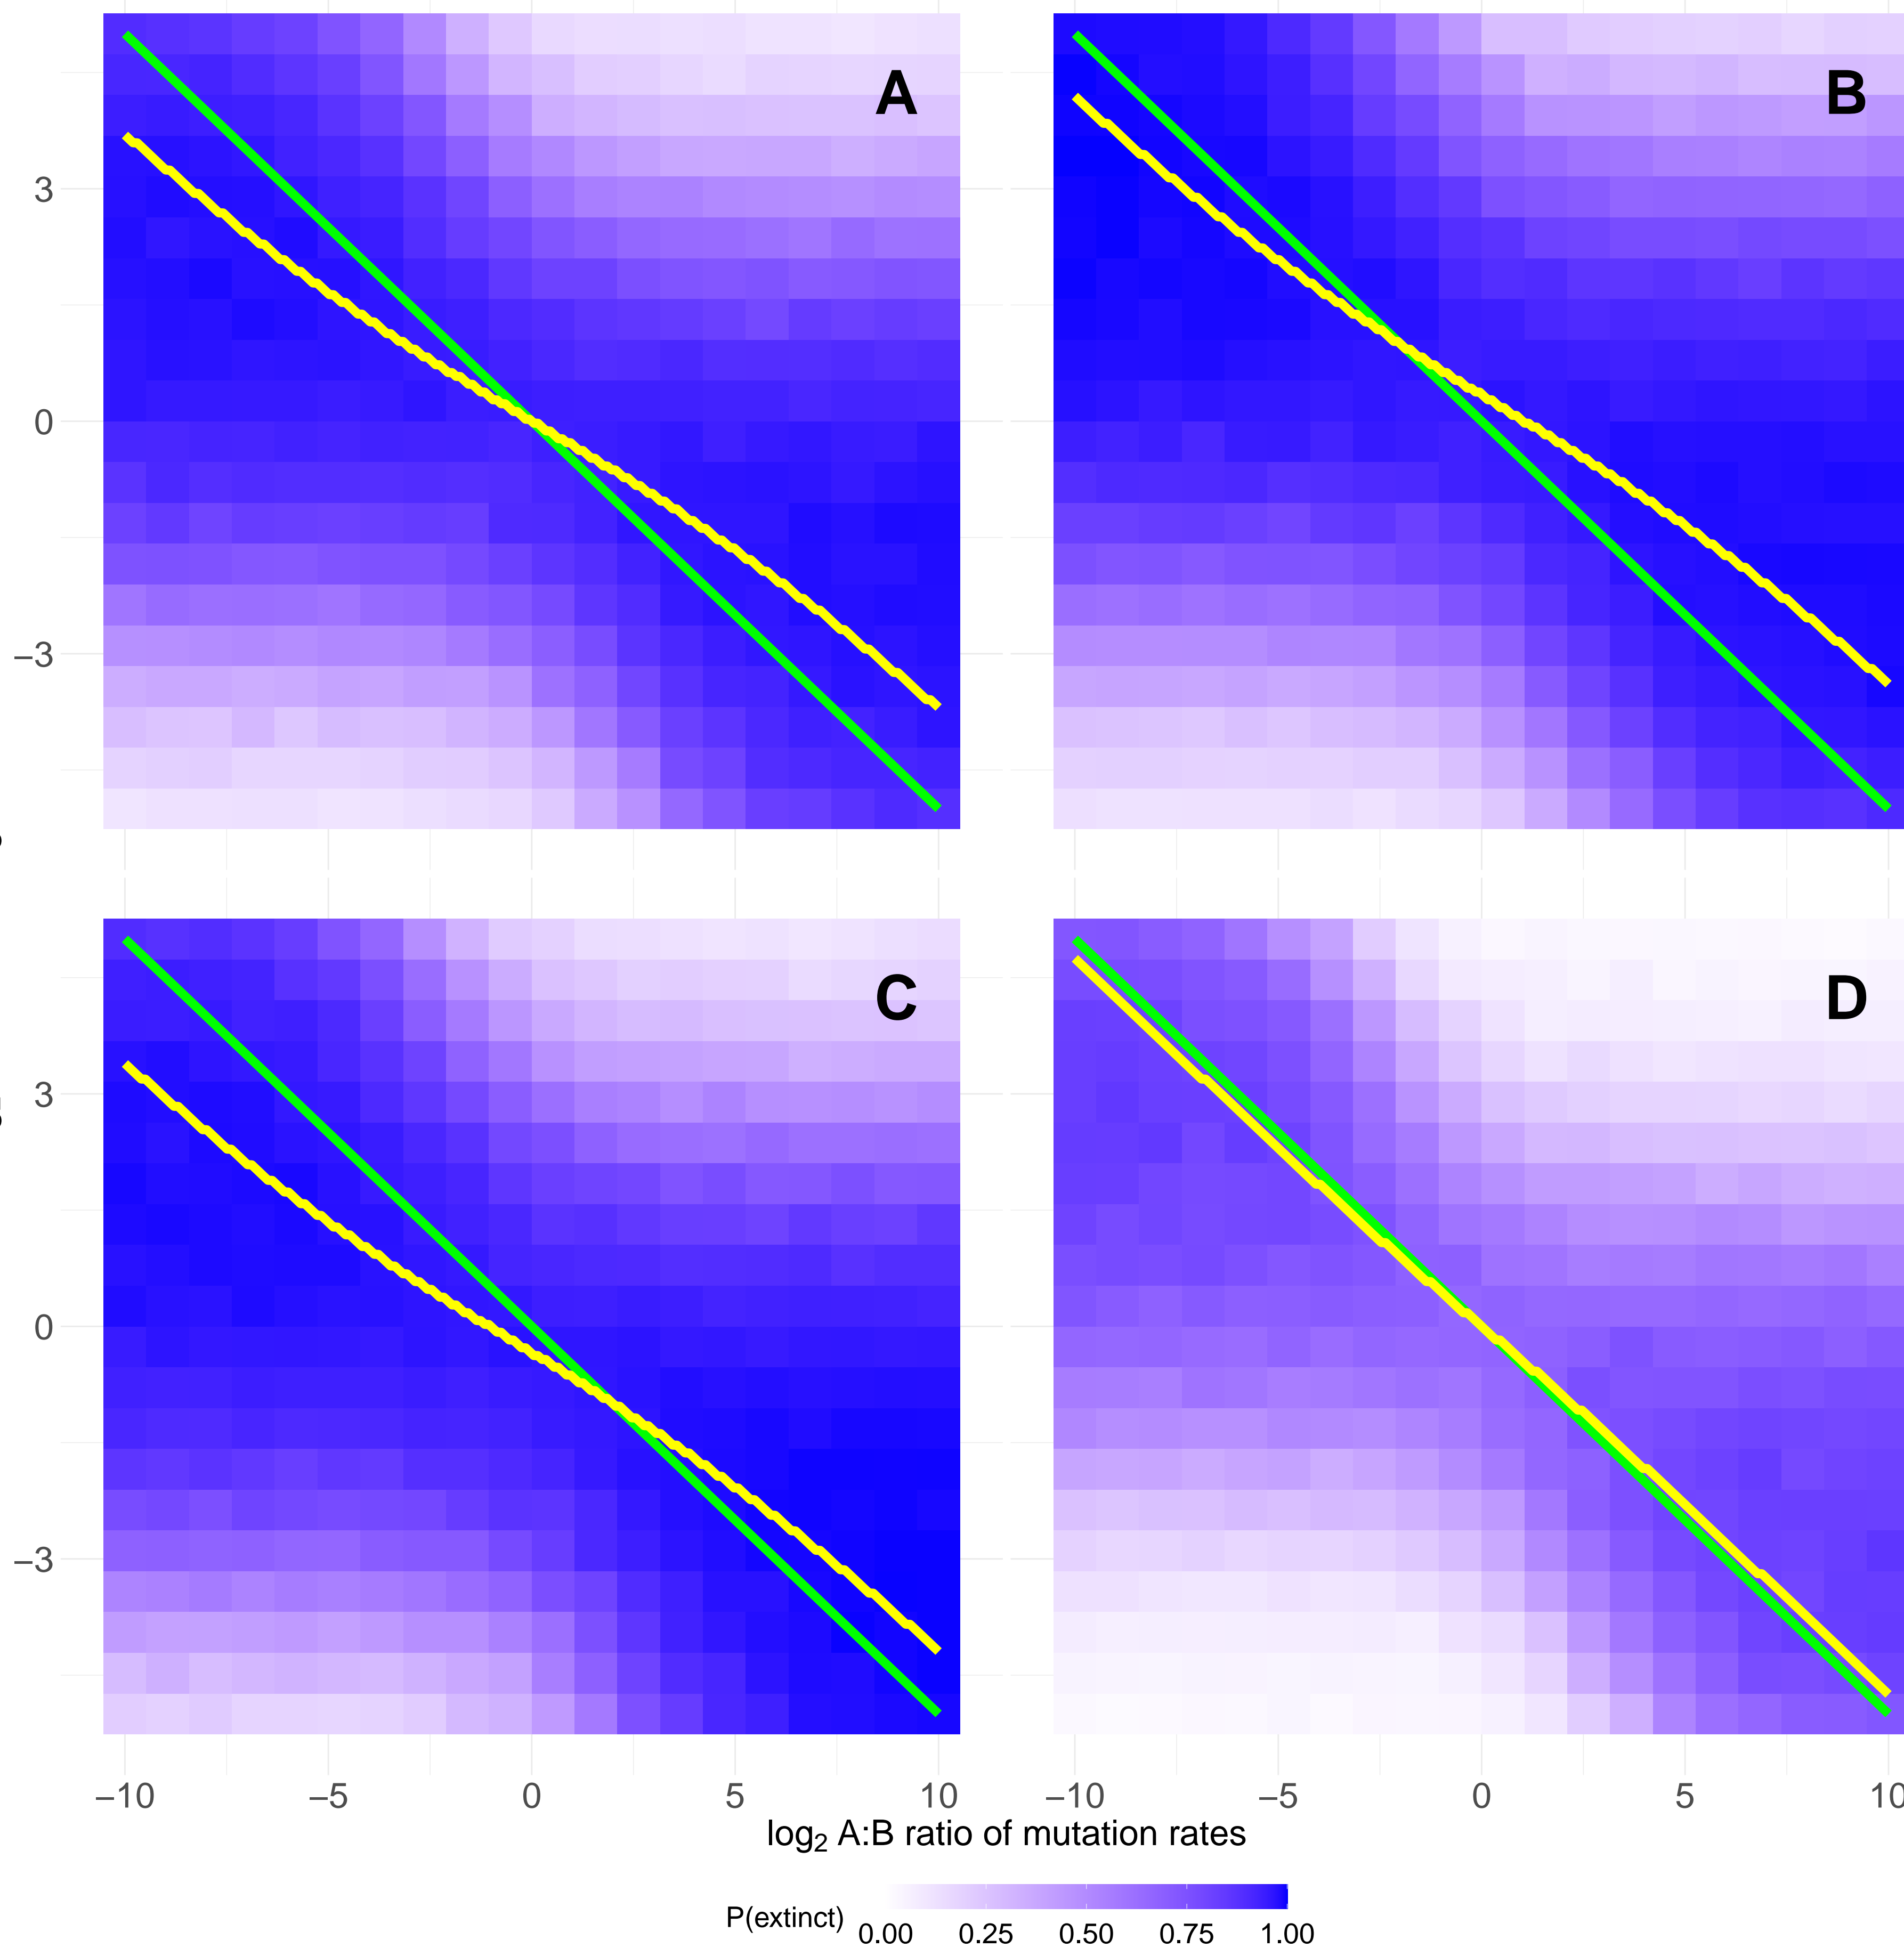 A
B
3
0
−3
C
D
3
0
−3
−10 −5 0 5 10 −10 −5 0 5 10
log2 A:B ratio of mutation rates
P(extinct)
0.00 0.25 0.50 0.75 1.00